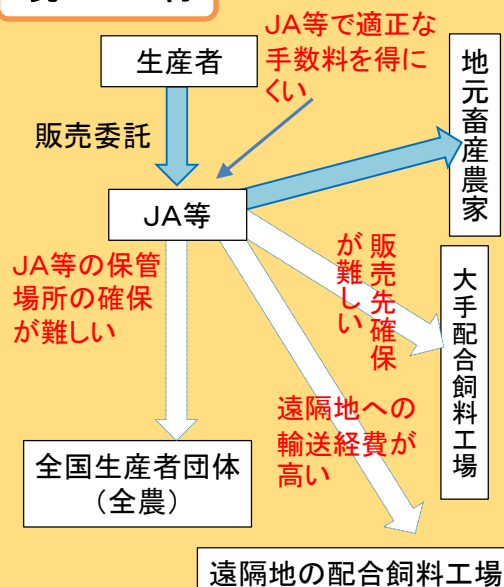 生産者
JA等で適正な
手数料を得に
くい
地元畜産農家
販売委託
JA等
JA等の保管
場所の確保
が難しい
販売先確保
が難しい
大手配合飼料工場
遠隔地への
輸送経費が
高い
全国生産者団体
（全農）
遠隔地の配合飼料工場